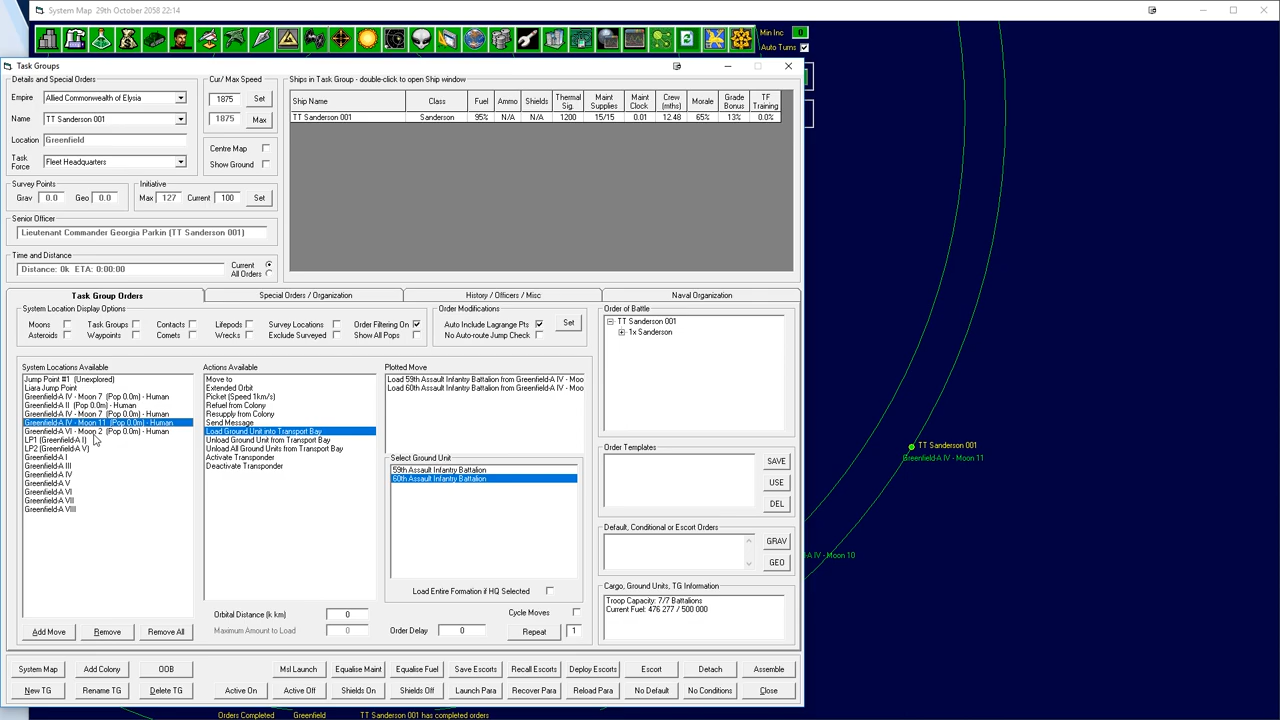 System Map 29th October 2058 22:14
Min Inc 0
Auto Turns
Task Groups
Details and Special Orders
Empire Allied Commonwealth of Elysia
Name TT Sanderson 001
Location Greenfield
Task Force Fleet Headquarters
Cur/ Max Speed
1875 Set
1875 Max
Centre Map
Show Ground
Survey Points
Grav 0.0 Geo 0.0
Initiative
Max 127 Current 100 Set
Senior Officer
Lieutenant Commander Georgia Parkin (TT Sanderson 001)
Time and Distance
Distance: 0k ETA: 0:00:00
Current
All Orders
Ships in Task Group - double-click to open Ship window
Ship Name Class Fuel Ammo Shields Thermal Sig. Maint Supplies Maint Clock Crew (mths) Morale Grade Bonus TF Training
TT Sanderson 001 Sanderson 95% N/A N/A 1200 15/15 0.01 12.48 65% 13% 0.0%
Task Group Orders Special Orders / Organization History / Officers / Misc Naval Organization
System Location Display Options
Moons Task Groups Contacts Lifepods Survey Locations Order Filtering On
Asteroids Waypoints Comets Wrecks Exclude Surveyed Show All Pops
Order Modifications
Auto Include Lagrange Pts
No Auto-route Jump Check
Set
Order of Battle
TT Sanderson 001
1x Sanderson
System Locations Available
Jump Point #1 (Unexplored)
Liara Jump Point
Greenfield-A IV - Moon 7 (Pop 0.0m) - Human
Greenfield-A II (Pop 0.0m) - Human
Greenfield-A IV - Moon 7 (Pop 0.0m) - Human
Greenfield-A IV - Moon 11 (Pop 0.0m) - Human
Greenfield-A VI - Moon 2 (Pop 0.0m) - Human
LP1 (Greenfield-A I)
LP2 (Greenfield-A V)
Greenfield-A I
Greenfield-A III
Greenfield-A IV
Greenfield-A V
Greenfield-A VI
Greenfield-A VII
Greenfield-A VIII
Actions Available
Move to
Extended Orbit
Picket (Speed 1km/s)
Refuel from Colony
Resupply from Colony
Send Message
Load Ground Unit into Transport Bay
Unload Ground Unit from Transport Bay
Unload All Ground Units from Transport Bay
Activate Transponder
Deactivate Transponder
Plotted Move
Load 59th Assault Infantry Battalion from Greenfield-A IV - Moo
Load 60th Assault Infantry Battalion from Greenfield-A IV - Moo
Select Ground Unit
59th Assault Infantry Battalion
60th Assault Infantry Battalion
Load Entire Formation if HQ Selected
Order Templates
SAVE
USE
DEL
Default, Conditional or Escort Orders
GRAV
GEO
Cargo, Ground Units, TG Information
Troop Capacity: 7/7 Battalions
Current Fuel: 476 277 / 500 000
Orbital Distance (k km) 0
Maximum Amount to Load 0
Order Delay 0
Cycle Moves
Repeat 1
Add Move Remove Remove All
System Map Add Colony OOB Msl Launch Equalise Maint Equalise Fuel Save Escorts Recall Escorts Deploy Escorts Escort Detach Assemble
New TG Rename TG Delete TG Active On Active Off Shields On Shields Off Launch Para Recover Para Reload Para No Default No Conditions Close
TT Sanderson 001
Greenfield-A IV - Moon 11
-A IV - Moon 10
Orders Completed Greenfield TT Sanderson 001 has completed orders